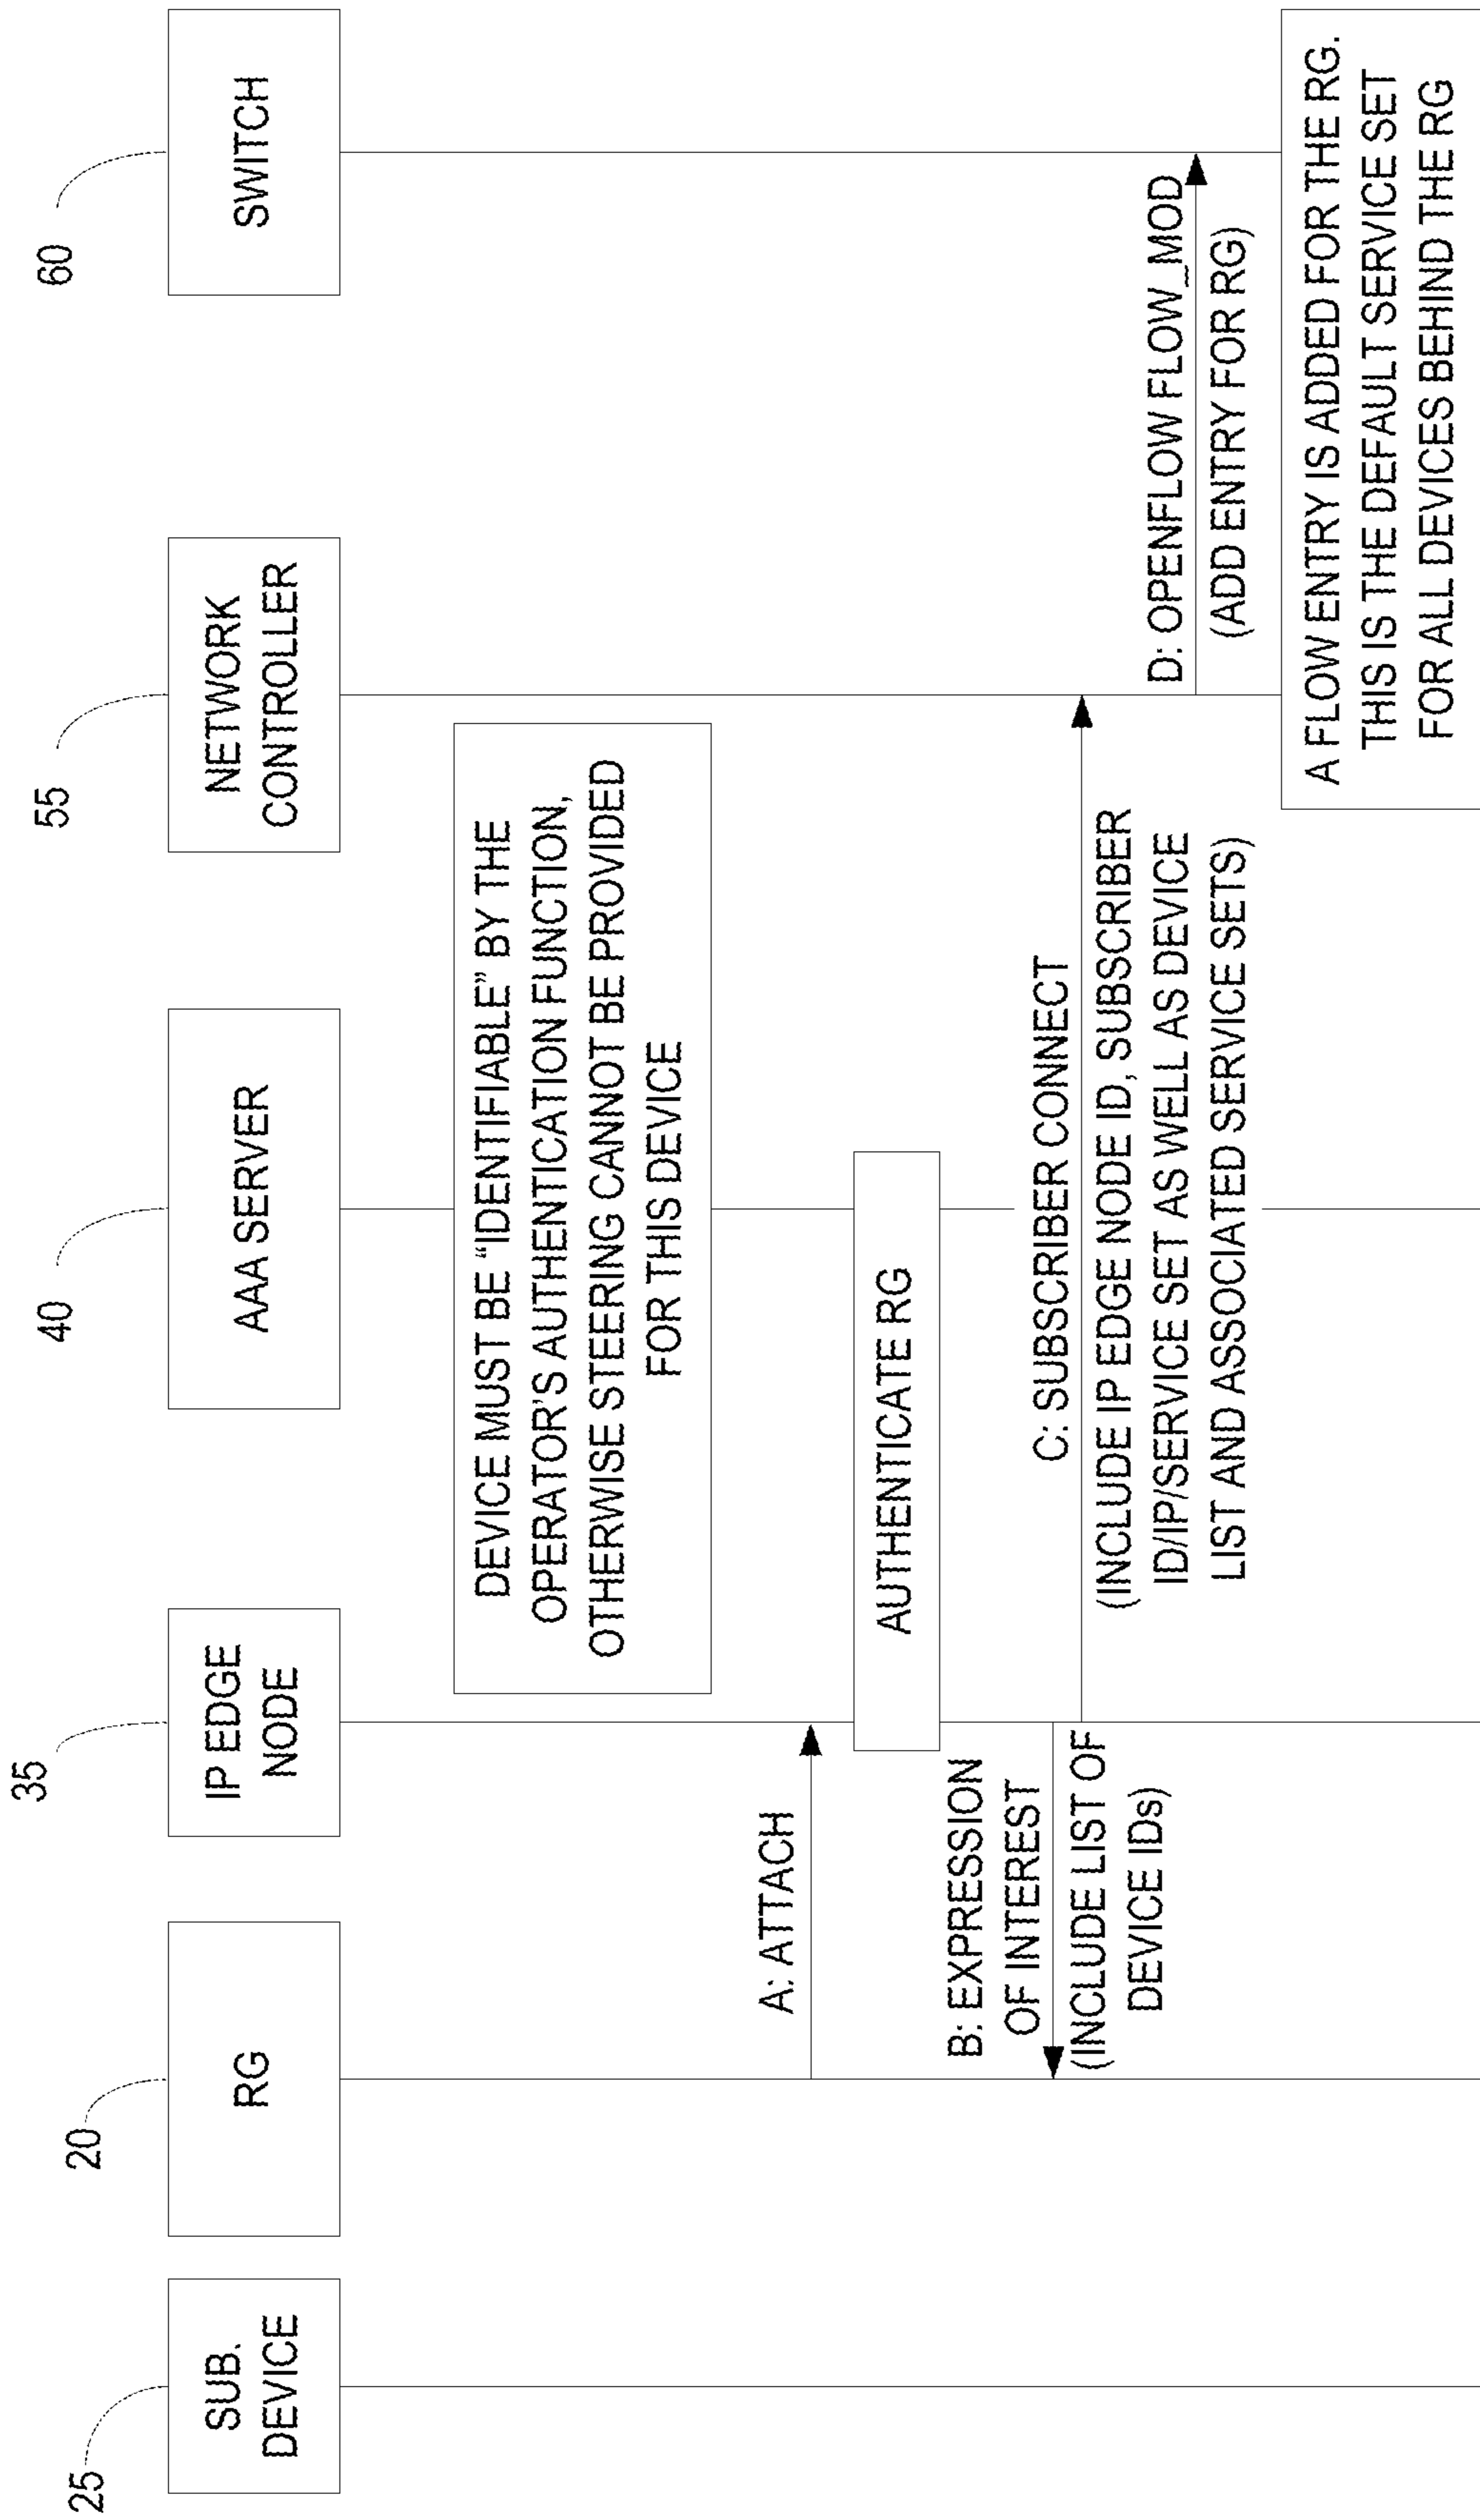 25
20
35
40
55
60
SUB.
DEVICE
RG
IP EDGE
NODE
AAA SERVER
NETWORK
CONTROLLER
SWITCH
DEVICE MUST BE “IDENTIFIABLE” BY THE
OPERATOR’S AUTHENTICATION FUNCTION,
OTHERWISE STEERING CANNOT BE PROVIDED
FOR THIS DEVICE
A: ATTACH
AUTHENTICATE RG
B: EXPRESSION
OF INTEREST
(INCLUDE LIST OF
DEVICE IDs)
C: SUBSCRIBER CONNECT
(INCLUDE IP EDGE NODE ID, SUBSCRIBER
ID/IP/SERVICE SET AS WELL AS DEVICE
LIST AND ASSOCIATED SERVICE SETS)
D: OPENFLOW FLOW_MOD
(ADD ENTRY FOR RG)
A FLOW ENTRY IS ADDED FOR THE RG.
THIS IS THE DEFAULT SERVICE SET
FOR ALL DEVICES BEHIND THE RG